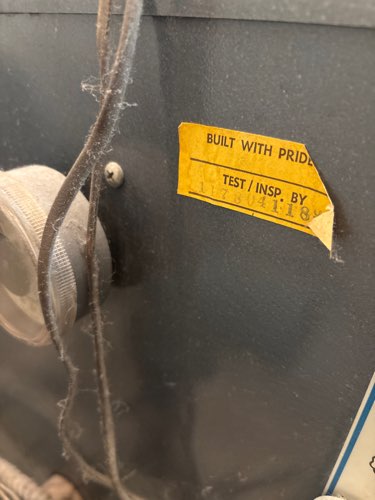 BUILT WITH PRIDE
TEST / INSP. BY